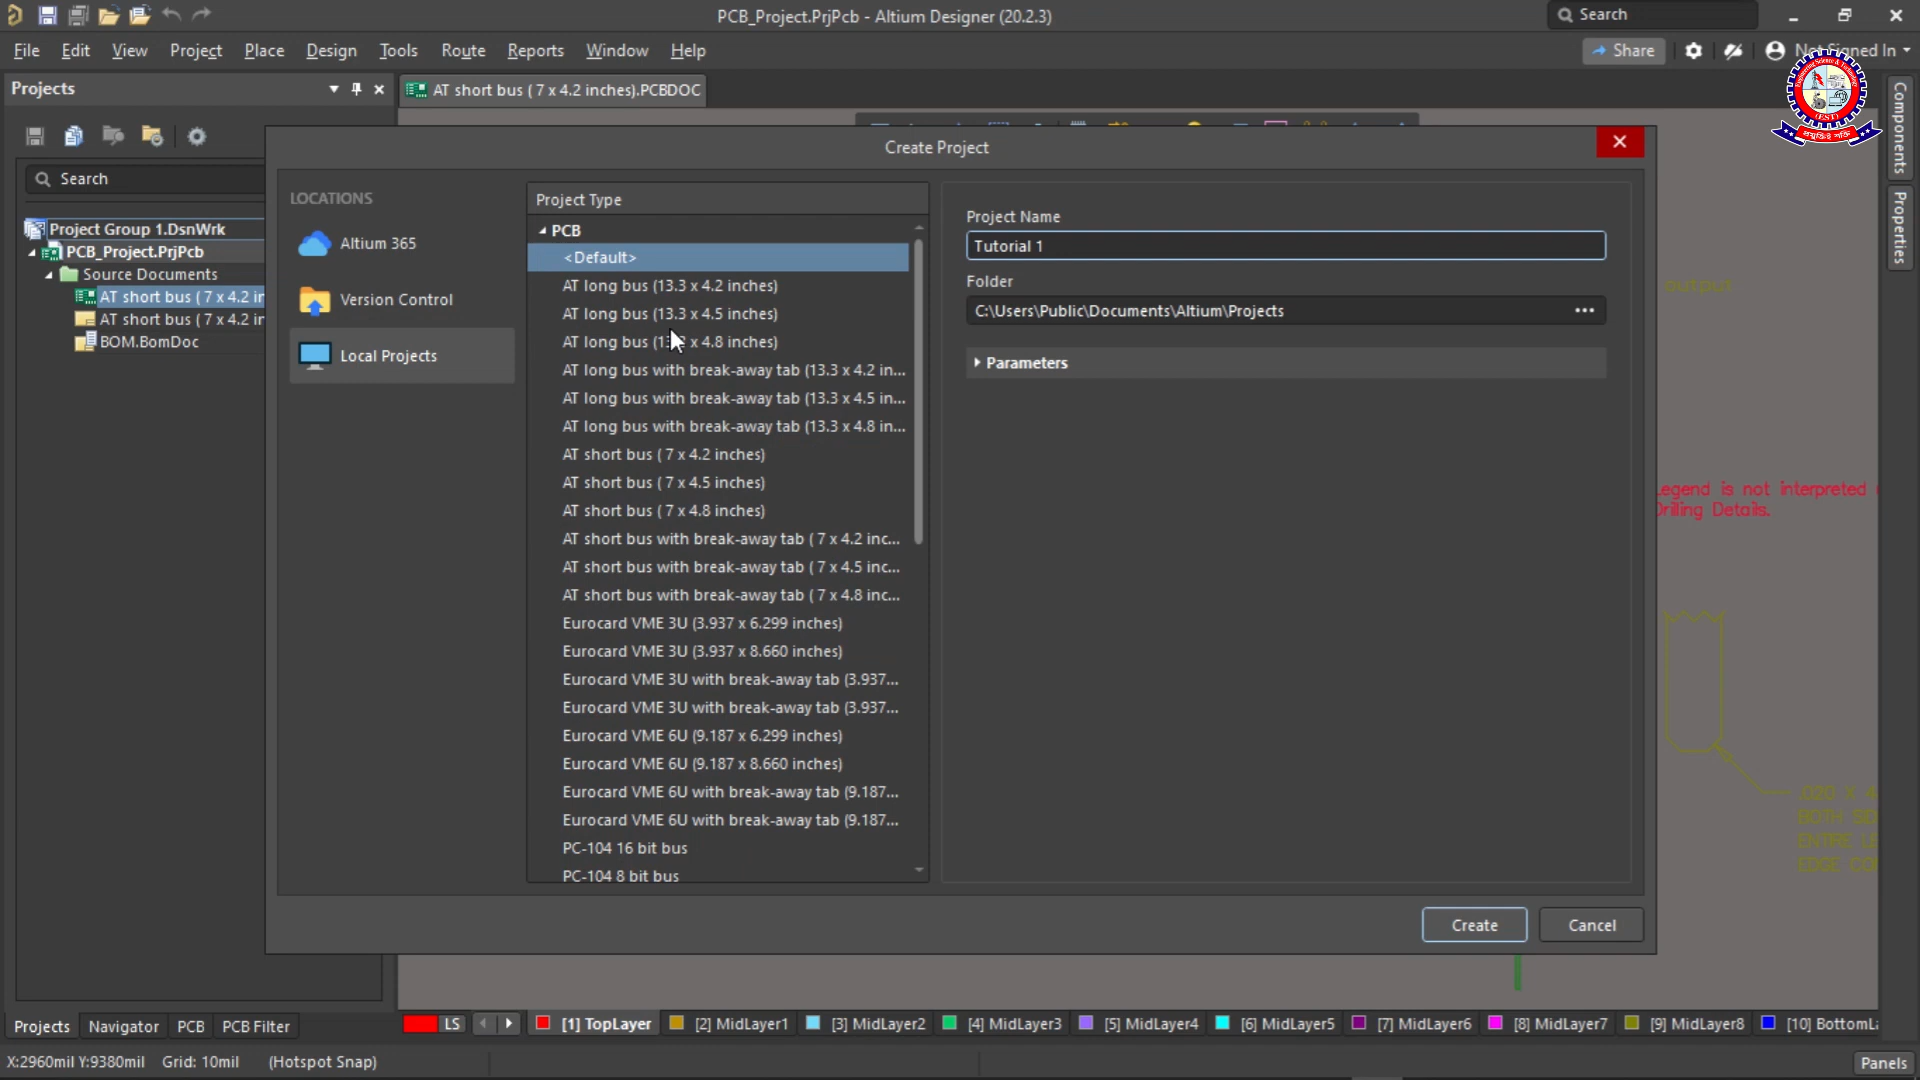 PCB_Project.PrjPcb - Altium Designer (20.2.3)
Search
File Edit View Project Place Design Tools Route Reports Window Help
Share
Not Signed In
Projects
AT short bus ( 7 x 4.2 inches).PCBDOC
Components
Properties
Search
Project Group 1.DsnWrk
PCB_Project.PrjPcb
Source Documents
AT short bus ( 7 x 4.2 in
AT short bus ( 7 x 4.2 in
BOM.BomDoc
Create Project
LOCATIONS
Altium 365
Version Control
Local Projects
Project Type
PCB
<Default>
AT long bus (13.3 x 4.2 inches)
AT long bus (13.3 x 4.5 inches)
AT long bus (13.3 x 4.8 inches)
AT long bus with break-away tab (13.3 x 4.2 in...
AT long bus with break-away tab (13.3 x 4.5 in...
AT long bus with break-away tab (13.3 x 4.8 in...
AT short bus ( 7 x 4.2 inches)
AT short bus ( 7 x 4.5 inches)
AT short bus ( 7 x 4.8 inches)
AT short bus with break-away tab ( 7 x 4.2 inc...
AT short bus with break-away tab ( 7 x 4.5 inc...
AT short bus with break-away tab ( 7 x 4.8 inc...
Eurocard VME 3U (3.937 x 6.299 inches)
Eurocard VME 3U (3.937 x 8.660 inches)
Eurocard VME 3U with break-away tab (3.937...
Eurocard VME 3U with break-away tab (3.937...
Eurocard VME 6U (9.187 x 6.299 inches)
Eurocard VME 6U (9.187 x 8.660 inches)
Eurocard VME 6U with break-away tab (9.187...
Eurocard VME 6U with break-away tab (9.187...
PC-104 16 bit bus
PC-104 8 bit bus
Project Name
Tutorial 1
Folder
C:\Users\Public\Documents\Altium\Projects
Parameters
Create
Cancel
output
Legend is not interpreted
Drilling Details.
.020 X 4
ENTIRE
Projects Navigator PCB PCB Filter
LS [1] TopLayer [2] MidLayer1 [3] MidLayer2 [4] MidLayer3 [5] MidLayer4 [6] MidLayer5 [7] MidLayer6 [8] MidLayer7 [9] MidLayer8 [10] BottomLa
X:2960mil Y:9380mil Grid: 10mil (Hotspot Snap)
Panels